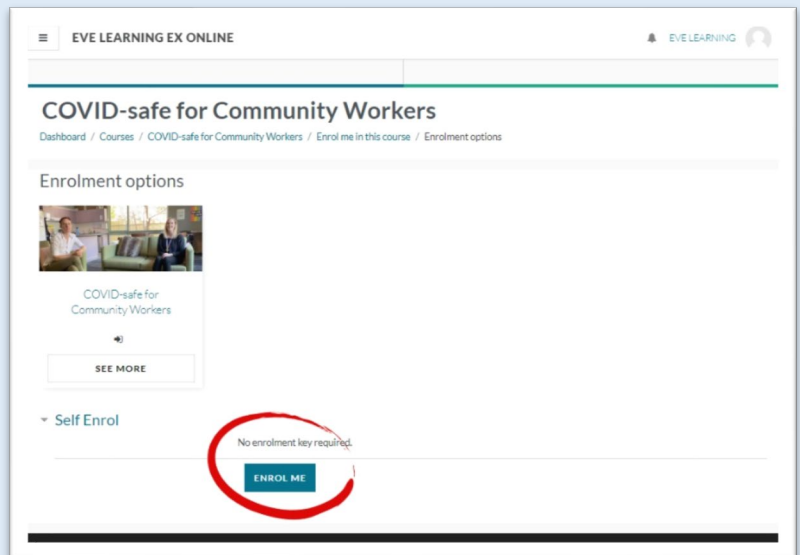 EVE LEARNING EX ONLINE
EVE LEARNING
COVID-safe for Community Workers
Dashboard / Courses / COVID-safe for Community Workers / Enrol me in this course / Enrolment options
Enrolment options
COVID-safe for
Community Workers
SEE MORE
Self Enrol
No enrolment key required.
ENROL ME